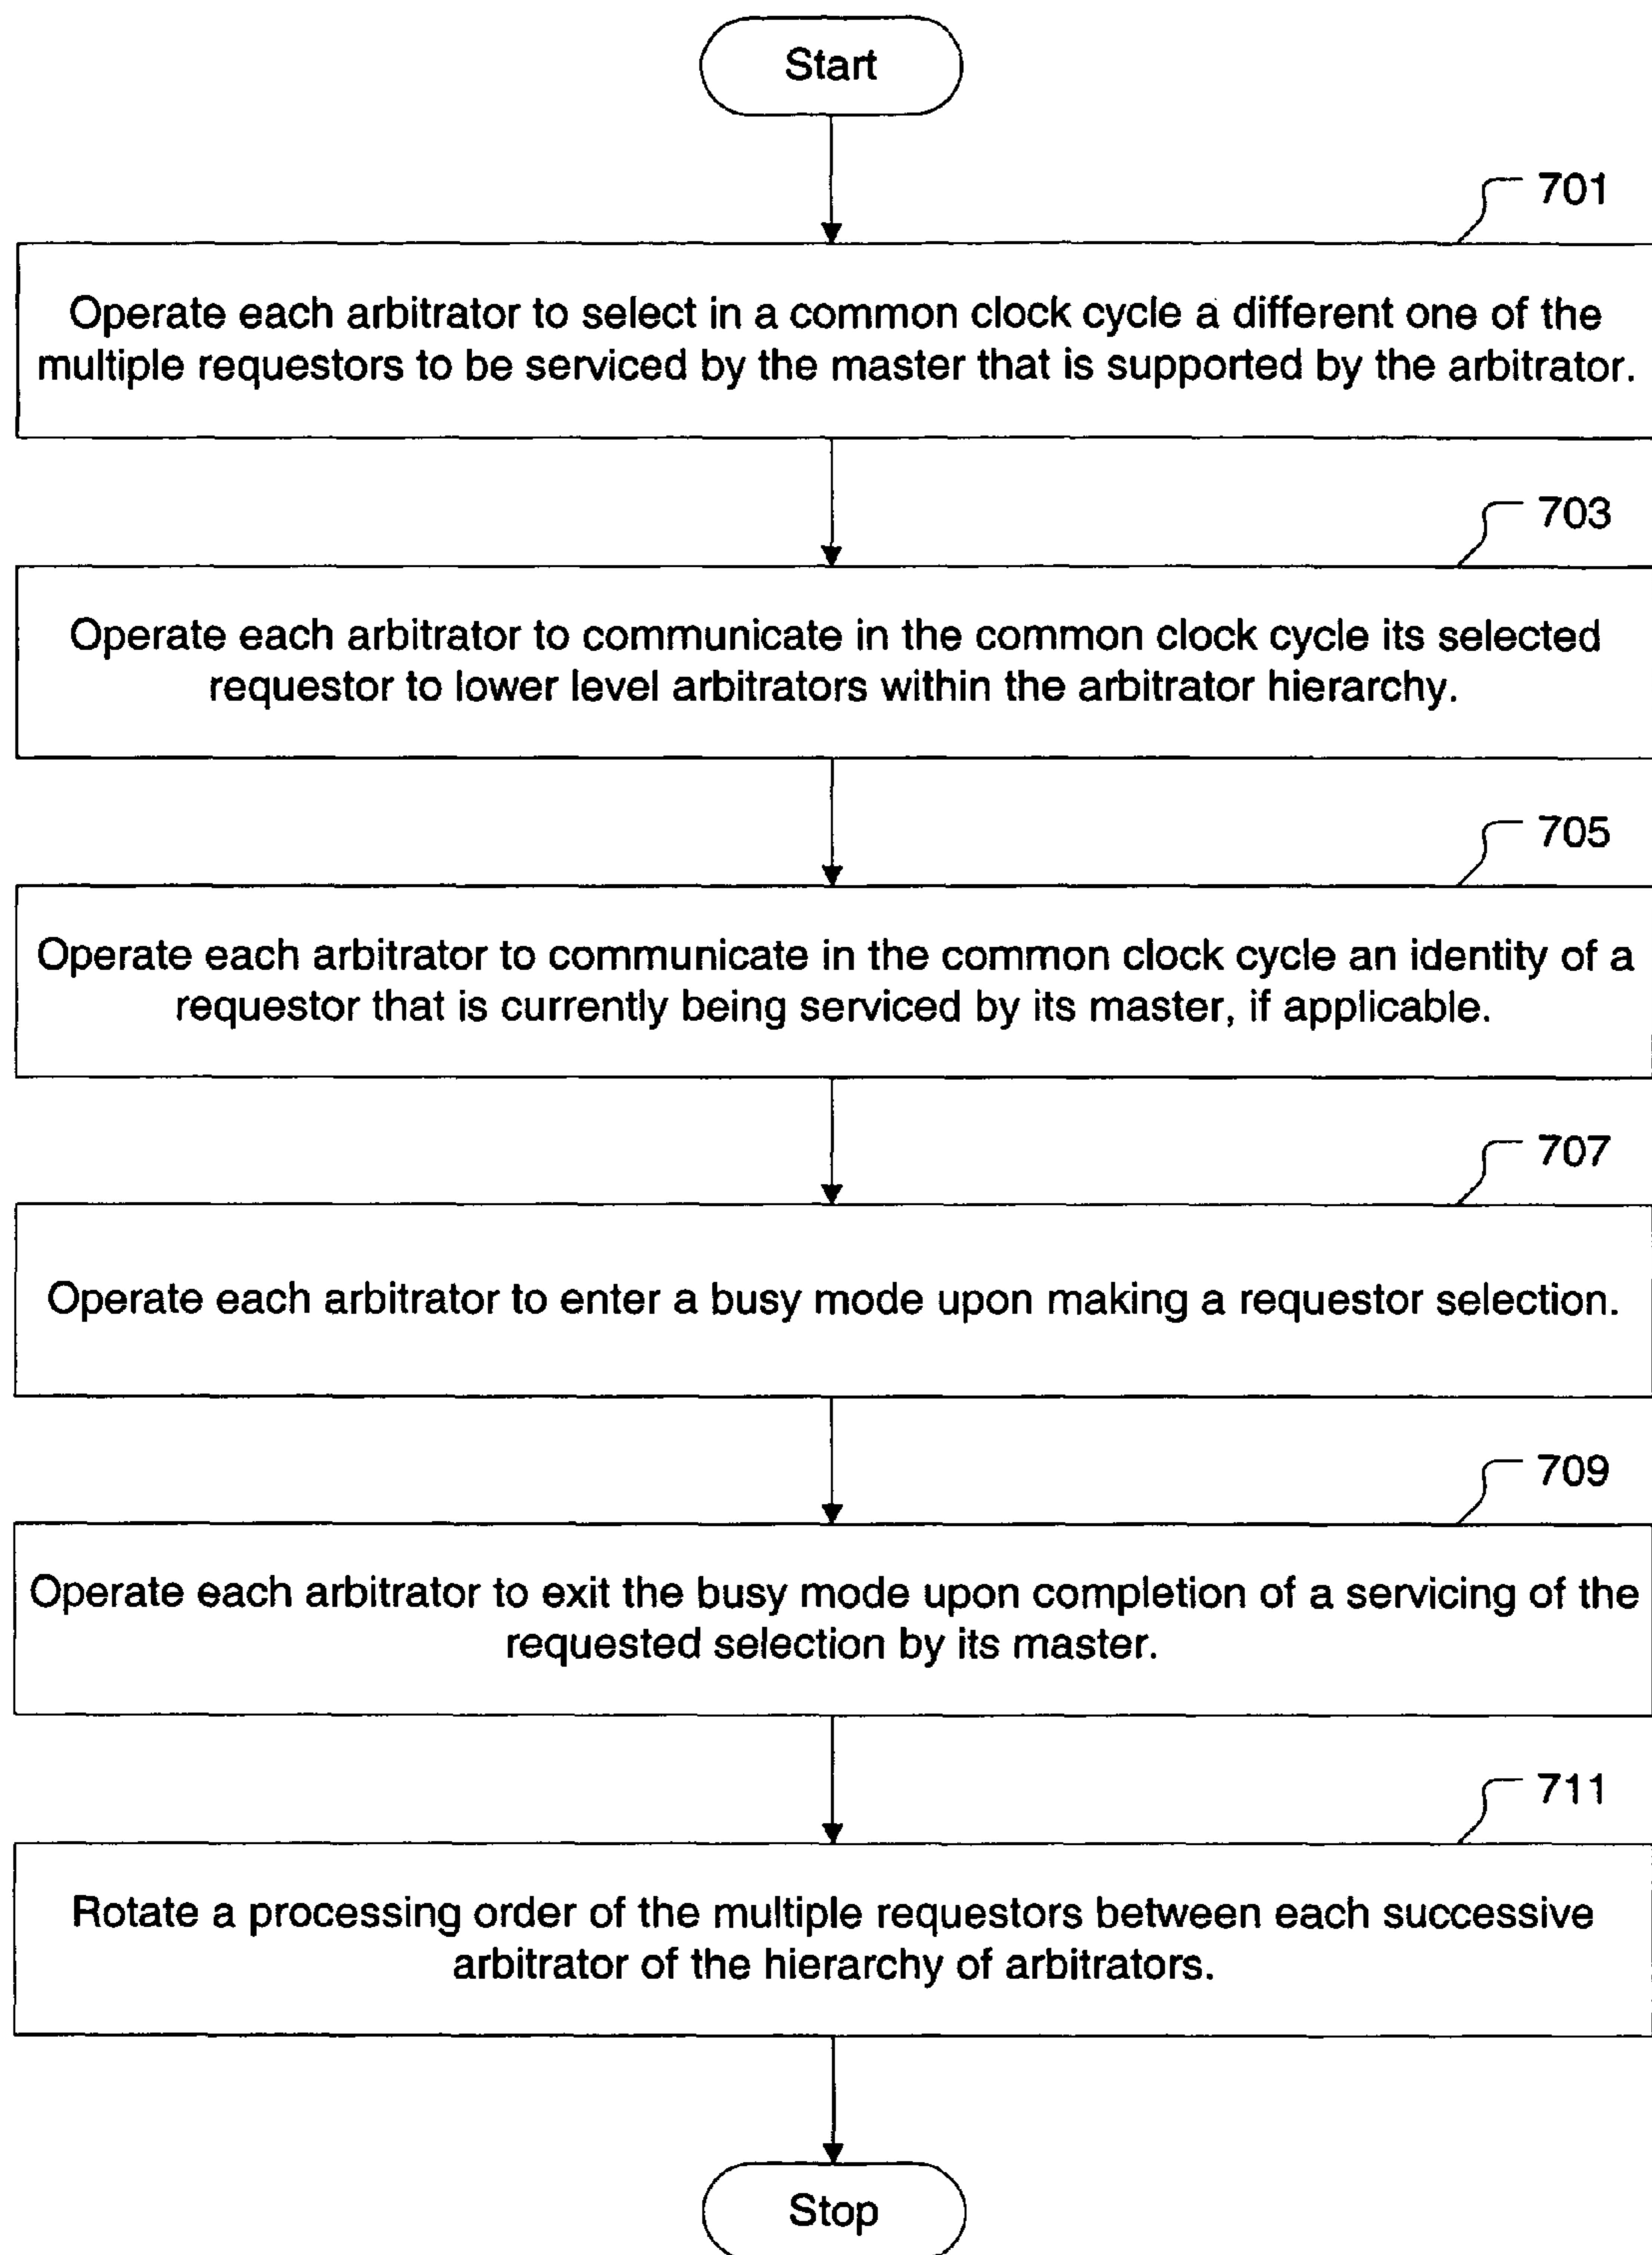 Start
701
Operate each arbitrator to select in a common clock cycle a different one of the
multiple requestors to be serviced by the master that is supported by the arbitrator.
703
Operate each arbitrator to communicate in the common clock cycle its selected
requestor to lower level arbitrators within the arbitrator hierarchy.
705
Operate each arbitrator to communicate in the common clock cycle an identity of a
requestor that is currently being serviced by its master, if applicable.
707
Operate each arbitrator to enter a busy mode upon making a requestor selection.
709
Operate each arbitrator to exit the busy mode upon completion of a servicing of the
requested selection by its master.
711
Rotate a processing order of the multiple requestors between each successive
arbitrator of the hierarchy of arbitrators.
Stop